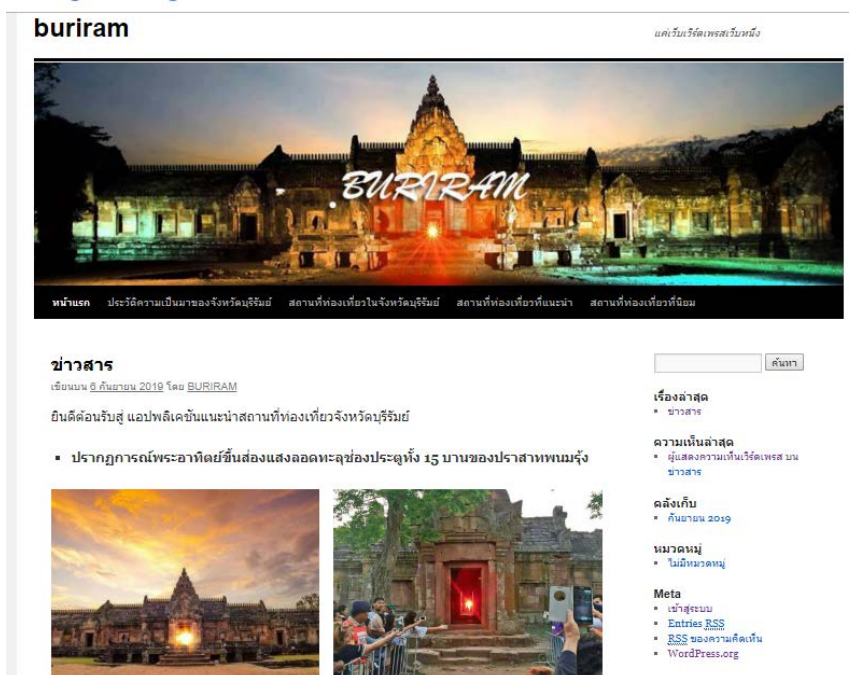 buriram
แค่เว็บเวิร์ดเพรสเว็บหนึ่ง
BURIRAM
หน้าแรก ประวัติความเป็นมาของจังหวัดบุรีรัมย์ สถานที่ท่องเที่ยวในจังหวัดบุรีรัมย์ สถานที่ท่องเที่ยวที่แนะนำ สถานที่ท่องเที่ยวที่นิยม
ข่าวสาร
เขียนบน 6 กันยายน 2019 โดย BURIRAM
ยินดีต้อนรับสู่ แอปพลิเคชันแนะนำสถานที่ท่องเที่ยวจังหวัดบุรีรัมย์
▪ ปรากฏการณ์พระอาทิตย์ขึ้นส่องแสงลอดทะลุช่องประตูทั้ง 15 บานของปราสาทพนมรุ้ง
ค้นหา
เรื่องล่าสุด
▪ ข่าวสาร
ความเห็นล่าสุด
▪ ผู้แสดงความเห็นเวิร์ดเพรส บน
ข่าวสาร
คลังเก็บ
▪ กันยายน 2019
หมวดหมู่
▪ ไม่มีหมวดหมู่
Meta
▪ เข้าสู่ระบบ
▪ Entries RSS
▪ RSS ของความคิดเห็น
▪ WordPress.org